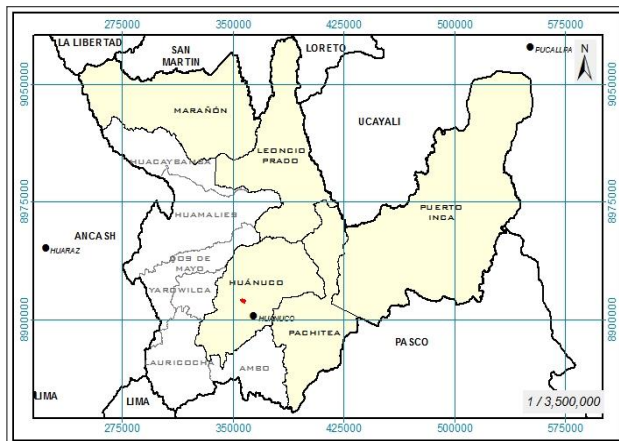 275000 350000 425000 500000 575000
LA LIBERTAD
SAN
MARTIN
LORETO
PUCALLPA
N
9050000
9050000
MARAÑÓN
UCAYALI
LEONCIO
PRADO
HUACAYBAMBA
8975000
8975000
HUAMALIES
PUERTO
INCA
ANCASH
HUARAZ
DOS DE
MAYO
YAROWILCA
HUÁNUCO
HUÁNUCO
8900000
8900000
PACHITEA
PASCO
LAURICOCHA
AMBO
LIMA
LIMA
1 / 3,500,000
275000 350000 425000 500000 575000